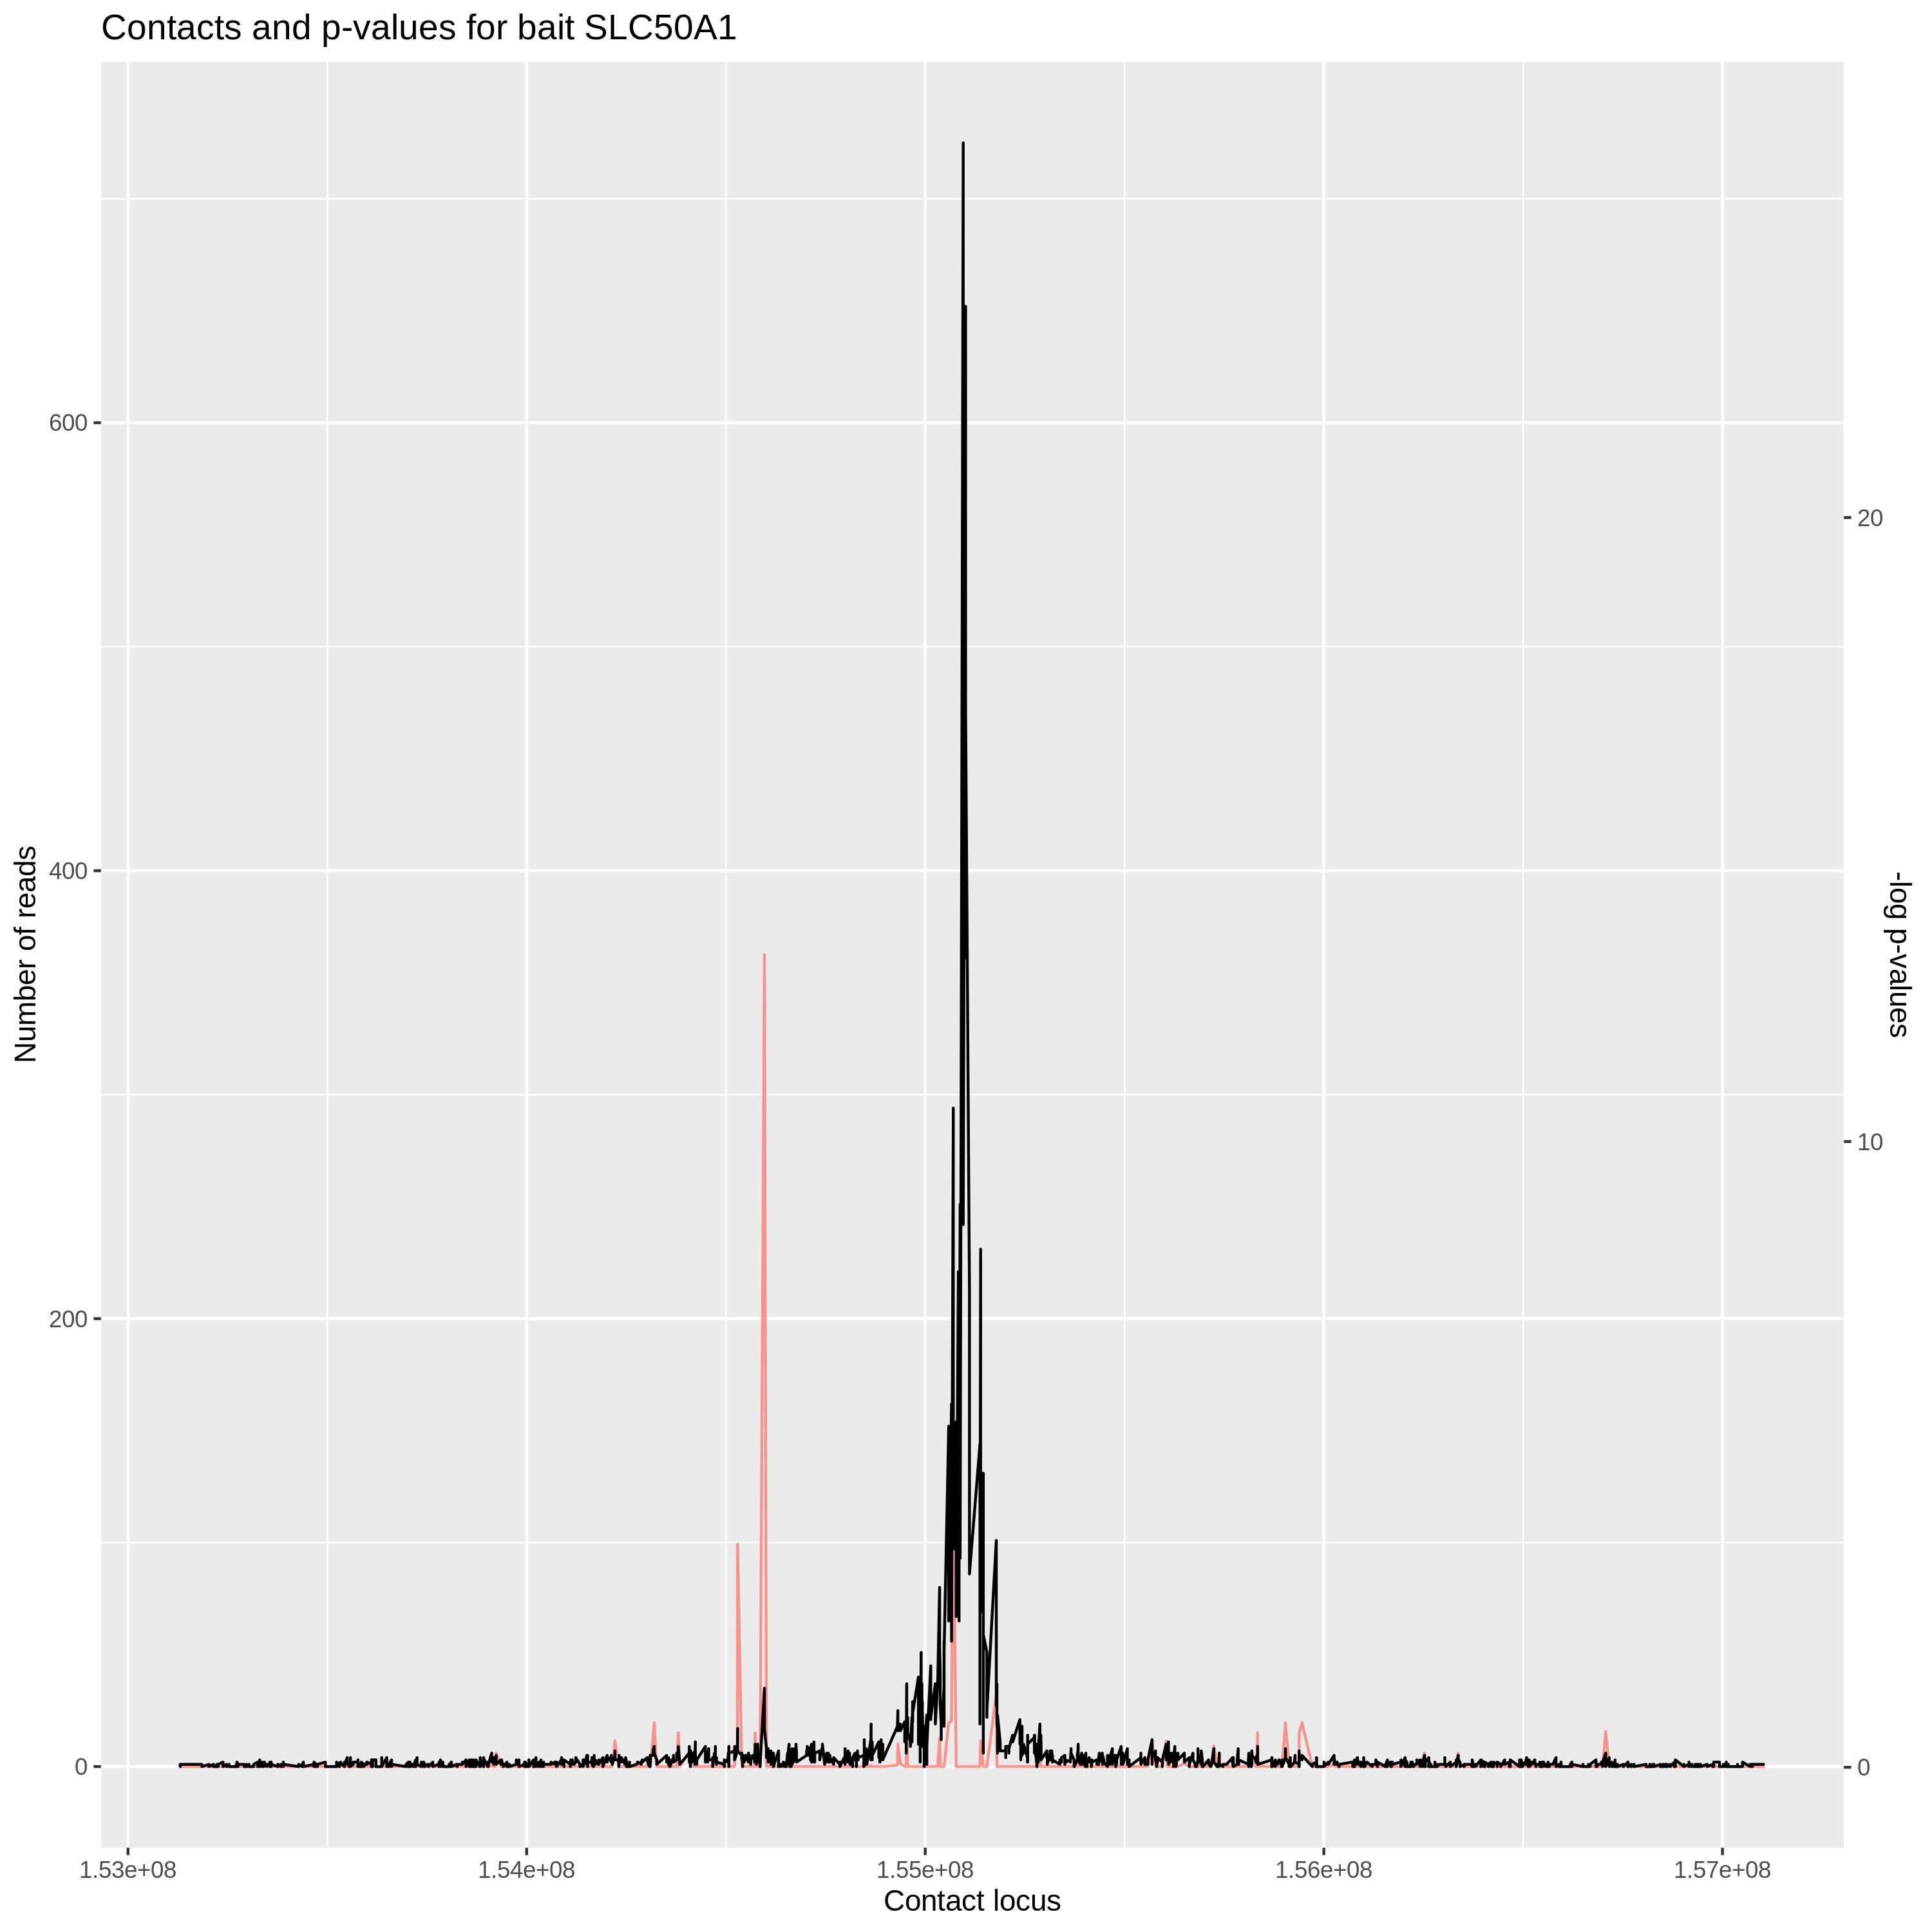 Contacts and p-values for bait SLC50A1
600
400
200
0
Number of reads
20
10
0
-log p-values
1.53e+08 1.54e+08 1.55e+08 1.56e+08 1.57e+08
Contact locus